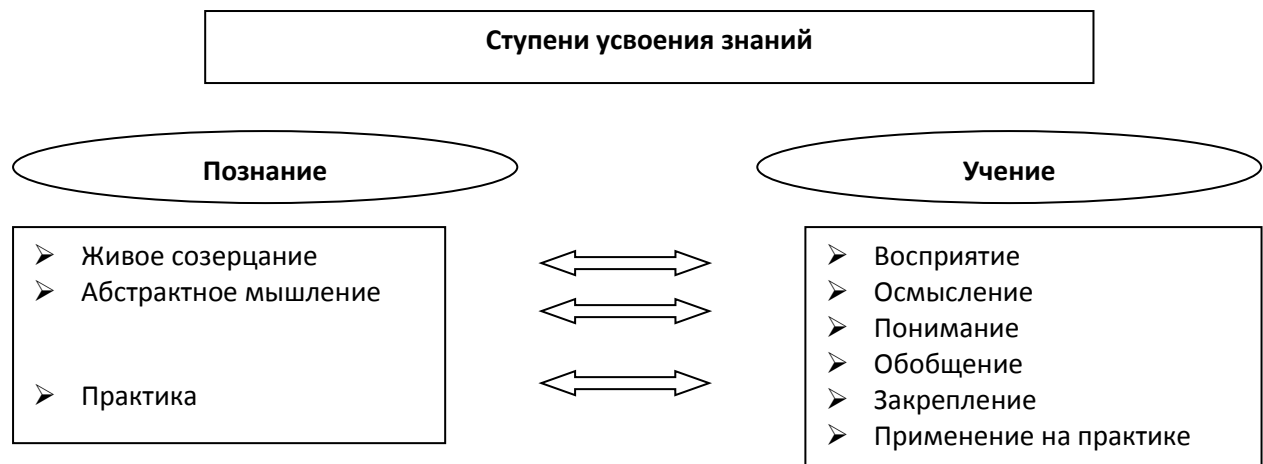 Ступени усвоения знаний
Познание
Учение
Живое созерцание
Абстрактное мышление
Практика
Восприятие
Осмысление
Понимание
Обобщение
Закрепление
Применение на практике